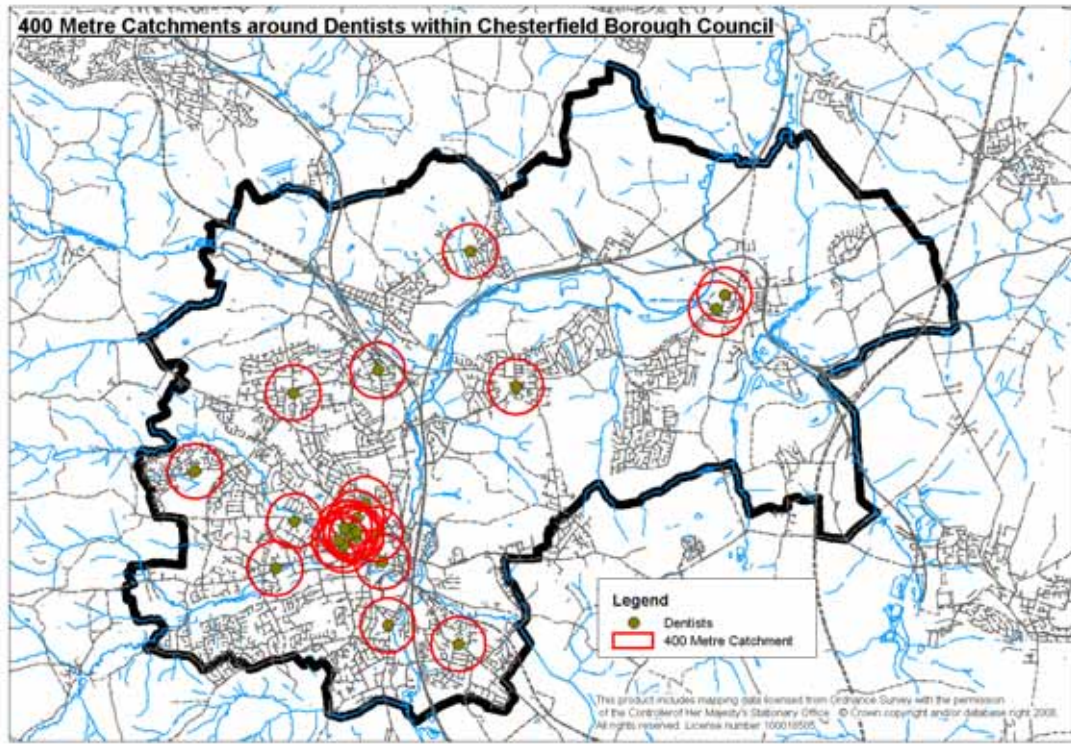 400 Metre Catchments around Dentists within Chesterfield Borough Council
Legend
Dentists
400 Metre Catchment
This product includes mapping data licensed from Ordnance Survey with the permission
of the Controller of Her Majesty's Stationary Office. © Crown copyright and/or database right 2008.
All rights reserved. License number 100018505.